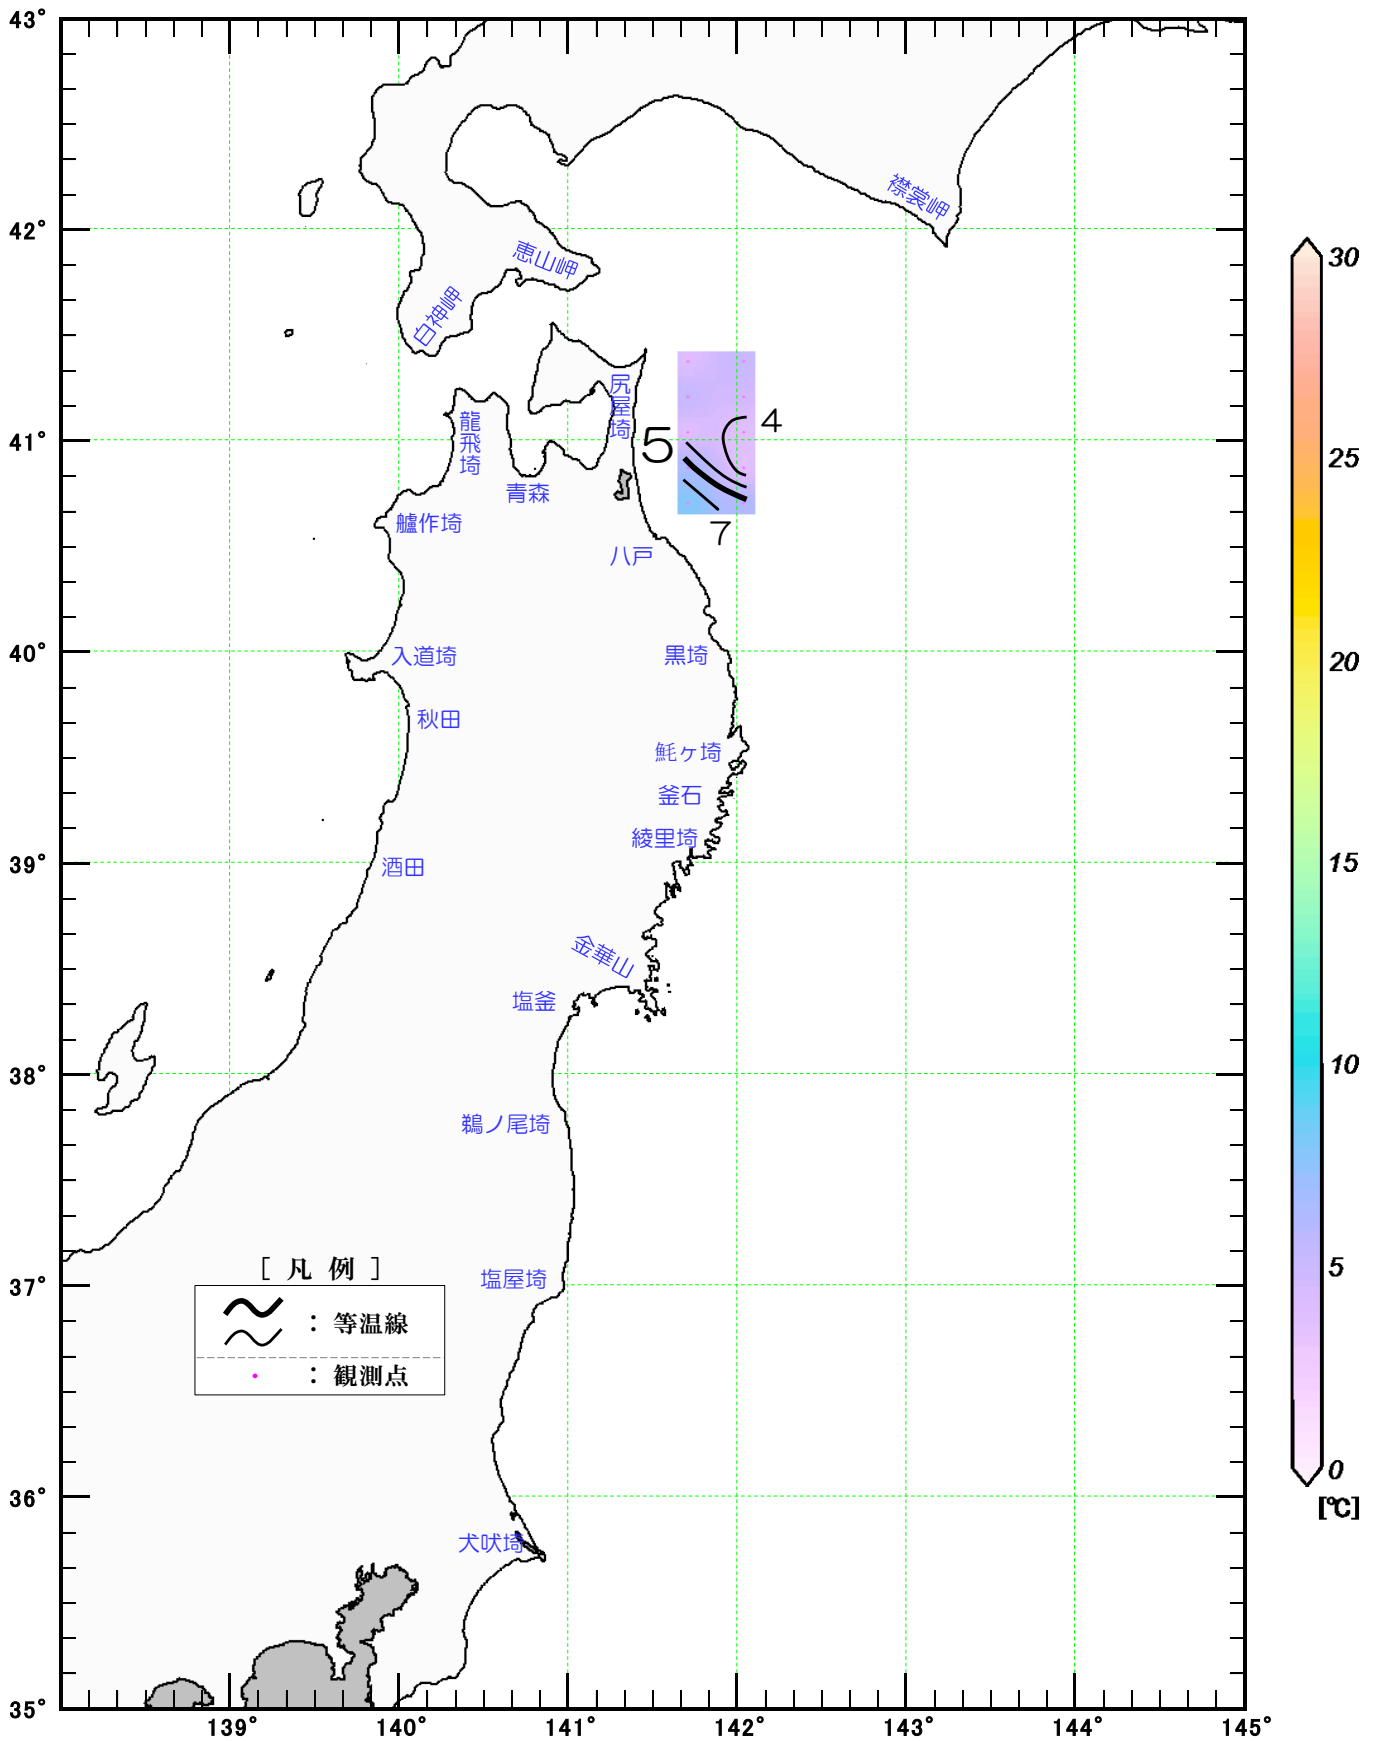 43°
42°
41°
40°
39°
38°
37°
36°
35°
139°
140°
141°
142°
143°
144°
145°
襟裳岬
恵山岬
白神岬
尻屋埼
龍飛埼
青森
艫作埼
八戸
入道埼
黒埼
秋田
魹ヶ埼
釜石
綾里埼
酒田
金華山
塩釜
鵜ノ尾埼
塩屋埼
犬吠埼
4
5
7
[ 凡 例 ]
: 等温線
: 観測点
30
25
20
15
10
5
0
[℃]